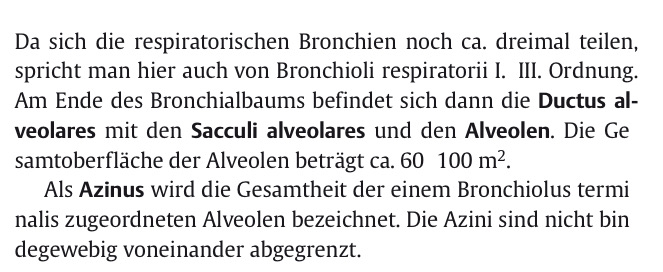 Da sich die respiratorischen Bronchien noch ca. dreimal teilen,
spricht man hier auch von Bronchioli respiratorii I.  III. Ordnung.
Am Ende des Bronchialbaums befindet sich dann die Ductus al-
veolares mit den Sacculi alveolares und den Alveolen. Die Ge
samtoberfläche der Alveolen beträgt ca. 60  100 m².
Als Azinus wird die Gesamtheit der einem Bronchiolus termi
nalis zugeordneten Alveolen bezeichnet. Die Azini sind nicht bin
degewebig voneinander abgegrenzt.